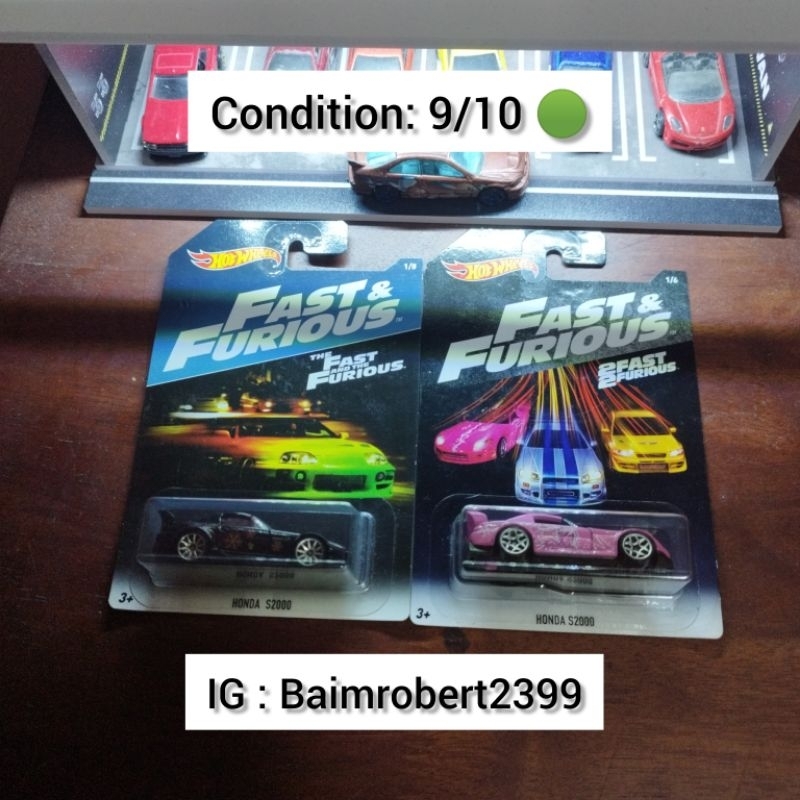 Condition: 9/10
HOT WHEELS
1/8
FAST &
FURIOUS
THE FAST
AND THE
FURIOUS
3+
HONDA S2000
HOT WHEELS
1/6
FAST &
FURIOUS
2 FAST
2 FURIOUS
3+
HONDA S2000
IG : Baimrobert2399